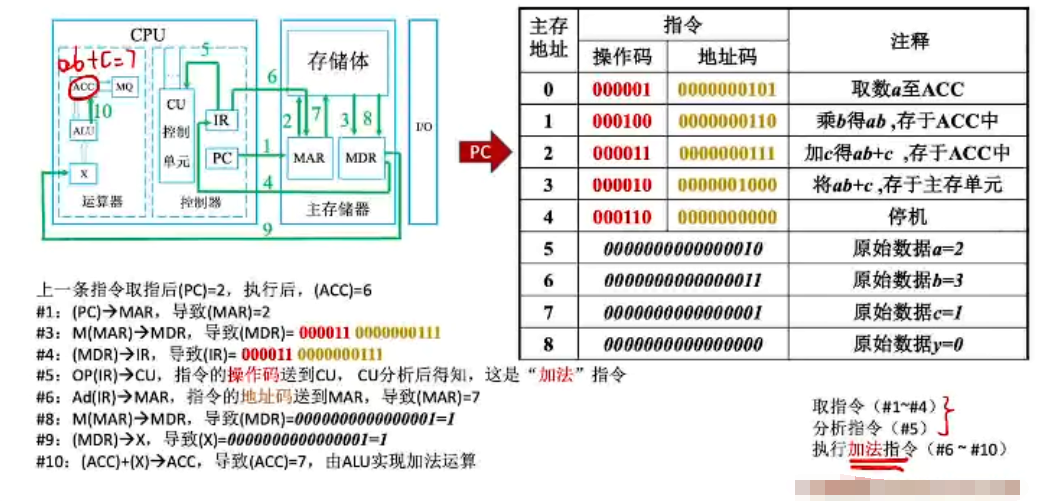 CPU
ab+c=7
ACC
MQ
10
ALU
X
运算器
5
CU
控制
单元
IR
PC
控制器
6
存储体
2
7
3
8
1
MAR
MDR
4
主存储器
9
I/O
PC
主存地址 指令 注释
操作码 地址码
0 000001 0000000101 取数a至ACC
1 000100 0000000110 乘b得ab ,存于ACC中
2 000011 0000000111 加c得ab+c ,存于ACC中
3 000010 0000001000 将ab+c ,存于主存单元
4 000110 0000000000 停机
5 0000000000000010 原始数据a=2
6 0000000000000011 原始数据b=3
7 0000000000000001 原始数据c=1
8 0000000000000000 原始数据y=0
上一条指令取指后(PC)=2，执行后，(ACC)=6
#1：(PC)→MAR，导致(MAR)=2
#3：M(MAR)→MDR，导致(MDR)= 000011 0000000111
#4：(MDR)→IR，导致(IR)= 000011 0000000111
#5：OP(IR)→CU，指令的操作码送到CU， CU分析后得知，这是“加法”指令
#6：Ad(IR)→MAR，指令的地址码送到MAR，导致(MAR)=7
#8：M(MAR)→MDR，导致(MDR)=0000000000000001=1
#9：(MDR)→X，导致(X)=0000000000000001=1
#10：(ACC)+(X)→ACC，导致(ACC)=7，由ALU实现加法运算
取指令（#1~#4）
分析指令（#5）
执行加法指令（#6 ~ #10）